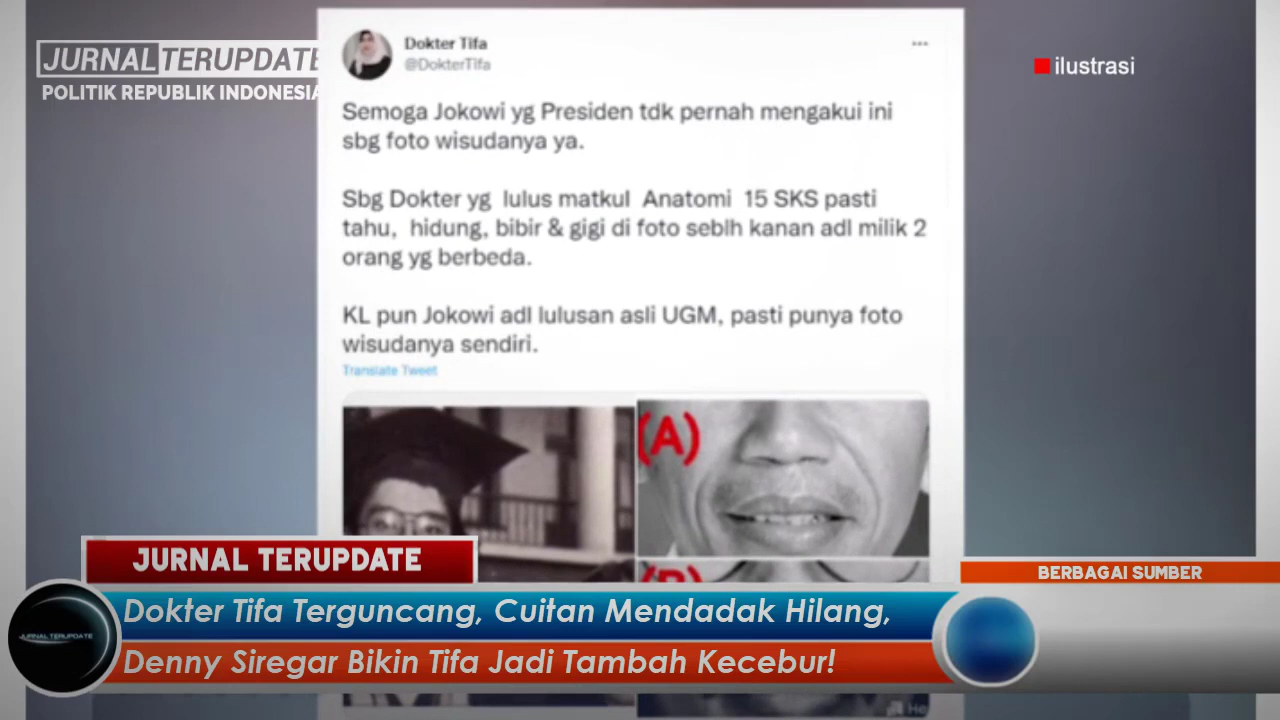 JURNAL TERUPDATE
POLITIK REPUBLIK INDONESIA
ilustrasi
Dokter Tifa
@DokterTifa
Semoga Jokowi yg Presiden tdk pernah mengakui ini
sbg foto wisudanya ya.
Sbg Dokter yg lulus matkul Anatomi 15 SKS pasti
tahu, hidung, bibir & gigi di foto seblh kanan adl milik 2
orang yg berbeda.
KL pun Jokowi adl lulusan asli UGM, pasti punya foto
wisudanya sendiri.
Translate Tweet
(A)
(B)
JURNAL TERUPDATE
BERBAGAI SUMBER
JURNAL TERUPDATE
Dokter Tifa Terguncang, Cuitan Mendadak Hilang,
Denny Siregar Bikin Tifa Jadi Tambah Kecebur!